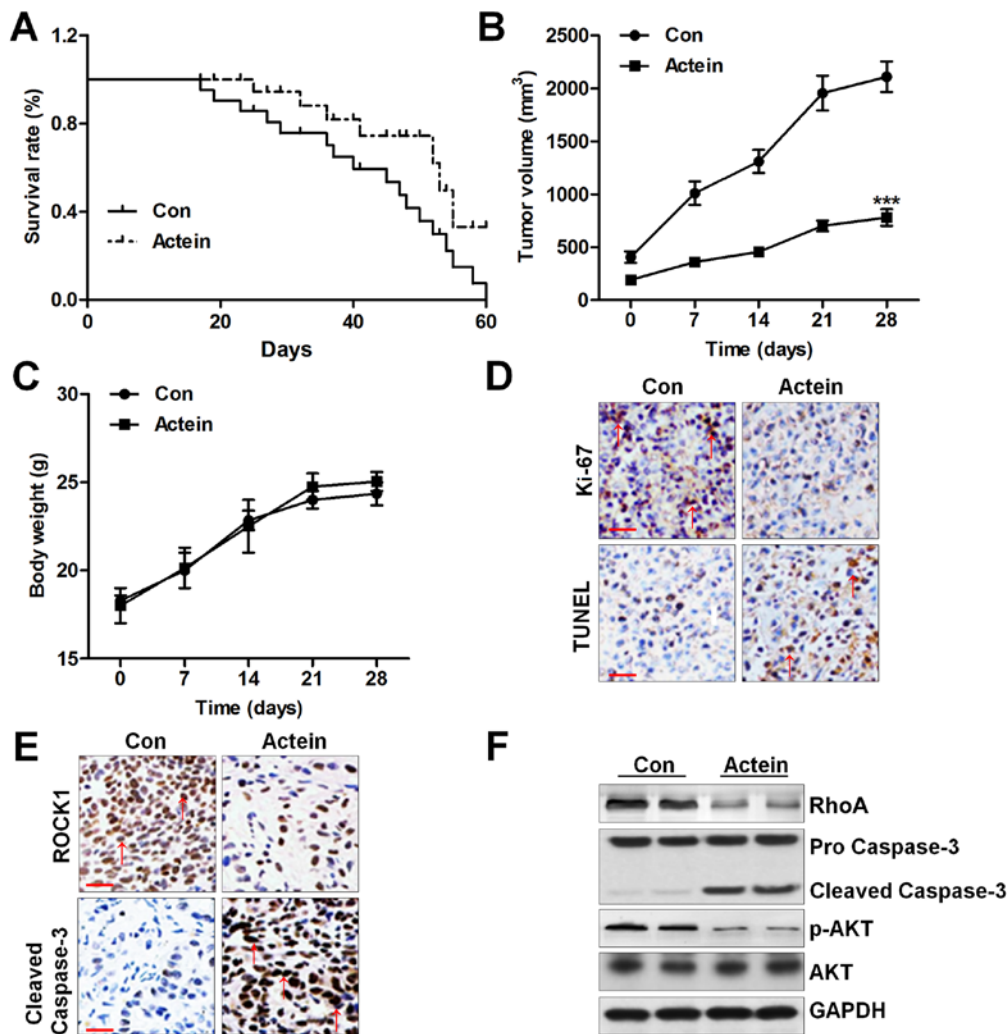 A
1.2
0.8
0.4
0.0
Survival rate (%)
Con
Actein
0
20
40
60
Days
B
2500
2000
1500
1000
500
0
Tumor volume (mm³)
Con
Actein
***
0
7
14
21
28
Time (days)
C
30
25
20
15
Body weight (g)
Con
Actein
0
7
14
21
28
Time (days)
D
Con
Actein
Ki-67
TUNEL
E
Con
Actein
ROCK1
Cleaved
Caspase-3
F
Con
Actein
RhoA
Pro Caspase-3
Cleaved Caspase-3
p-AKT
AKT
GAPDH